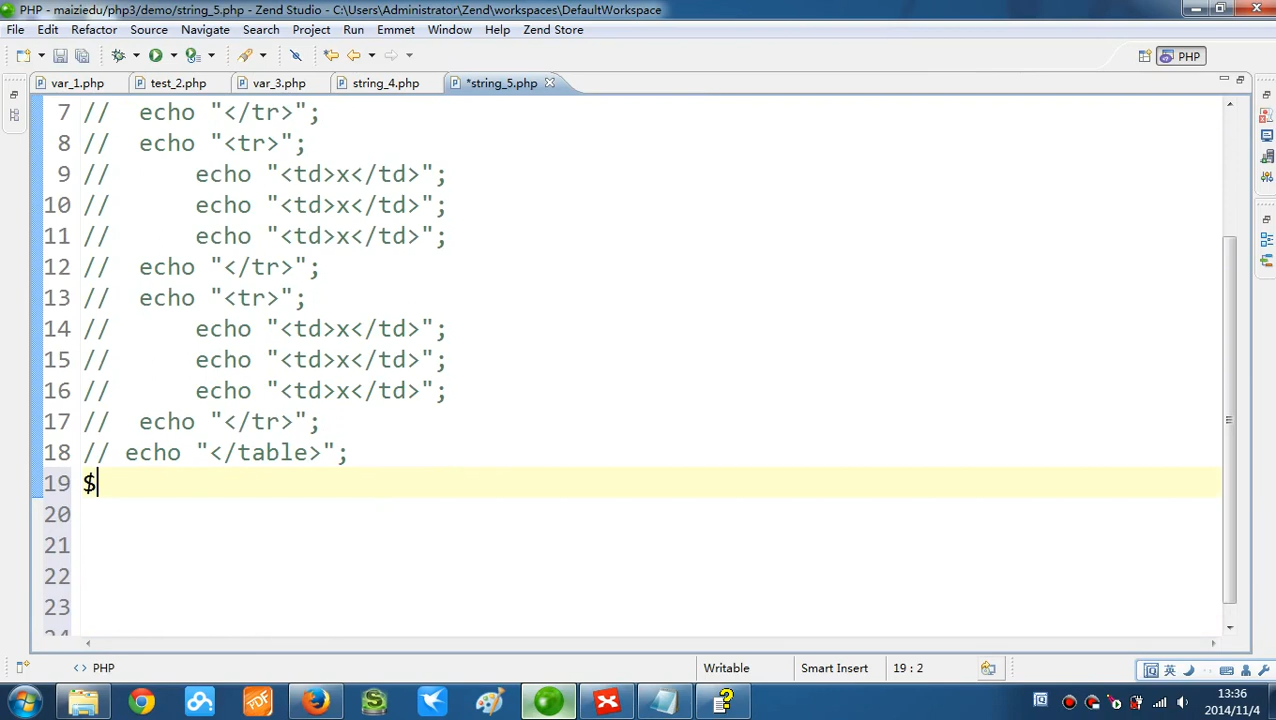 PHP - maiziedu/php3/demo/string_5.php - Zend Studio - C:\Users\Administrator\Zend\workspaces\DefaultWorkspace
File Edit Refactor Source Navigate Search Project Run Emmet Window Help Zend Store
PHP
var_1.php test_2.php var_3.php string_4.php *string_5.php
7 //  echo "</tr>";
8 //  echo "<tr>";
9 //      echo "<td>x</td>";
10 //      echo "<td>x</td>";
11 //      echo "<td>x</td>";
12 //  echo "</tr>";
13 //  echo "<tr>";
14 //      echo "<td>x</td>";
15 //      echo "<td>x</td>";
16 //      echo "<td>x</td>";
17 //  echo "</tr>";
18 // echo "</table>";
19 $
20
21
22
23
24
<> PHP Writable Smart Insert 19 : 2 英
PDF 13:36
2014/11/4